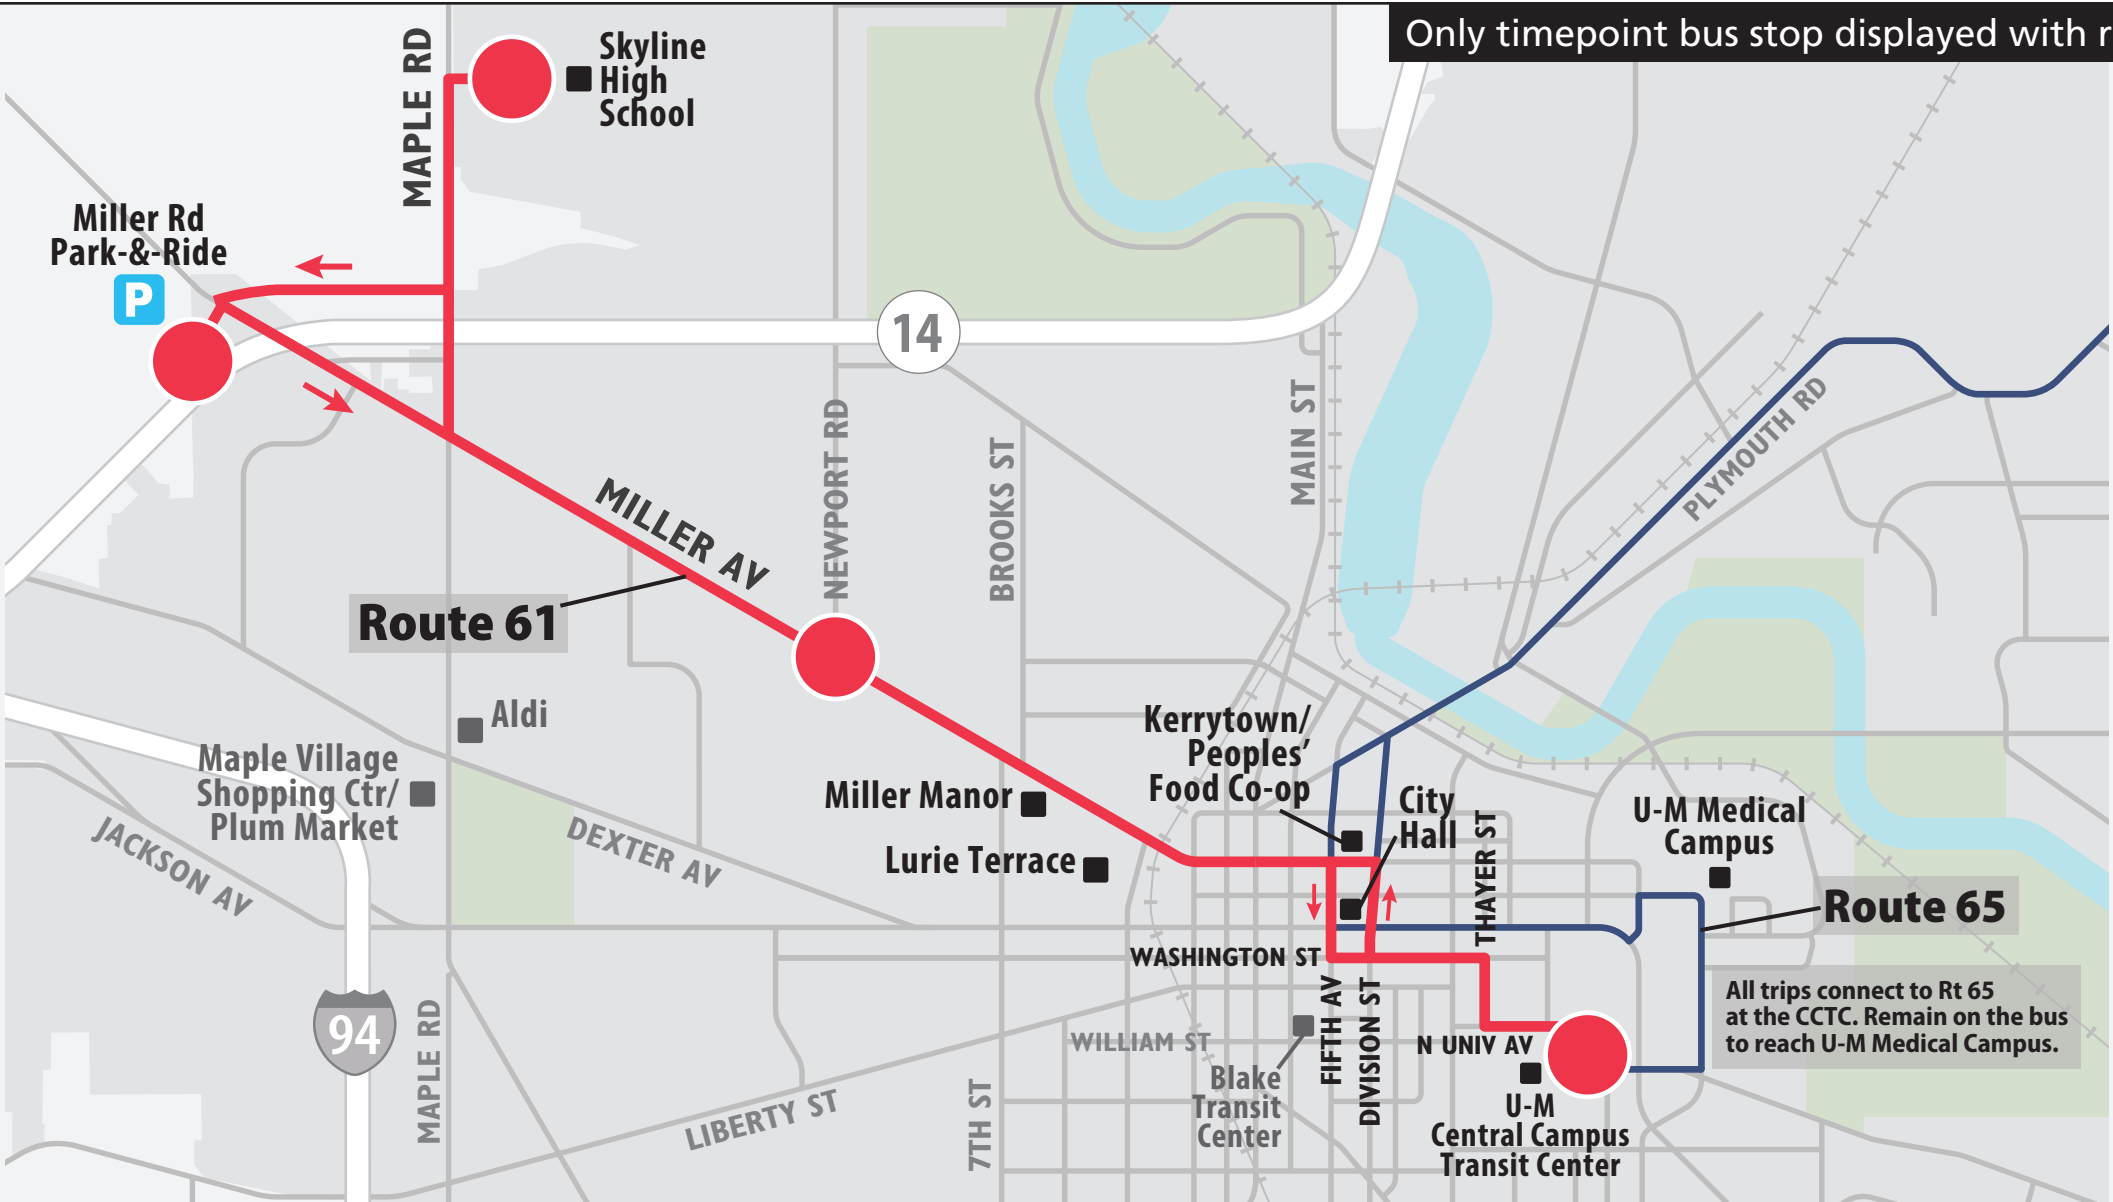 Only timepoint bus stop displayed with r
MAPLE RD
Skyline
High
School
Miller Rd
Park-&-Ride
P
14
MAIN ST
PLYMOUTH RD
NEWPORT RD
BROOKS ST
MILLER AV
Route 61
Aldi
Maple Village
Shopping Ctr/
Plum Market
JACKSON AV
DEXTER AV
Miller Manor
Lurie Terrace
Kerrytown/
Peoples'
Food Co-op
City
Hall
THAYER ST
U-M Medical
Campus
Route 65
WASHINGTON ST
All trips connect to Rt 65
at the CCTC. Remain on the bus
to reach U-M Medical Campus.
94
MAPLE RD
LIBERTY ST
7TH ST
WILLIAM ST
Blake
Transit
Center
FIFTH AV
DIVISION ST
N UNIV AV
U-M
Central Campus
Transit Center